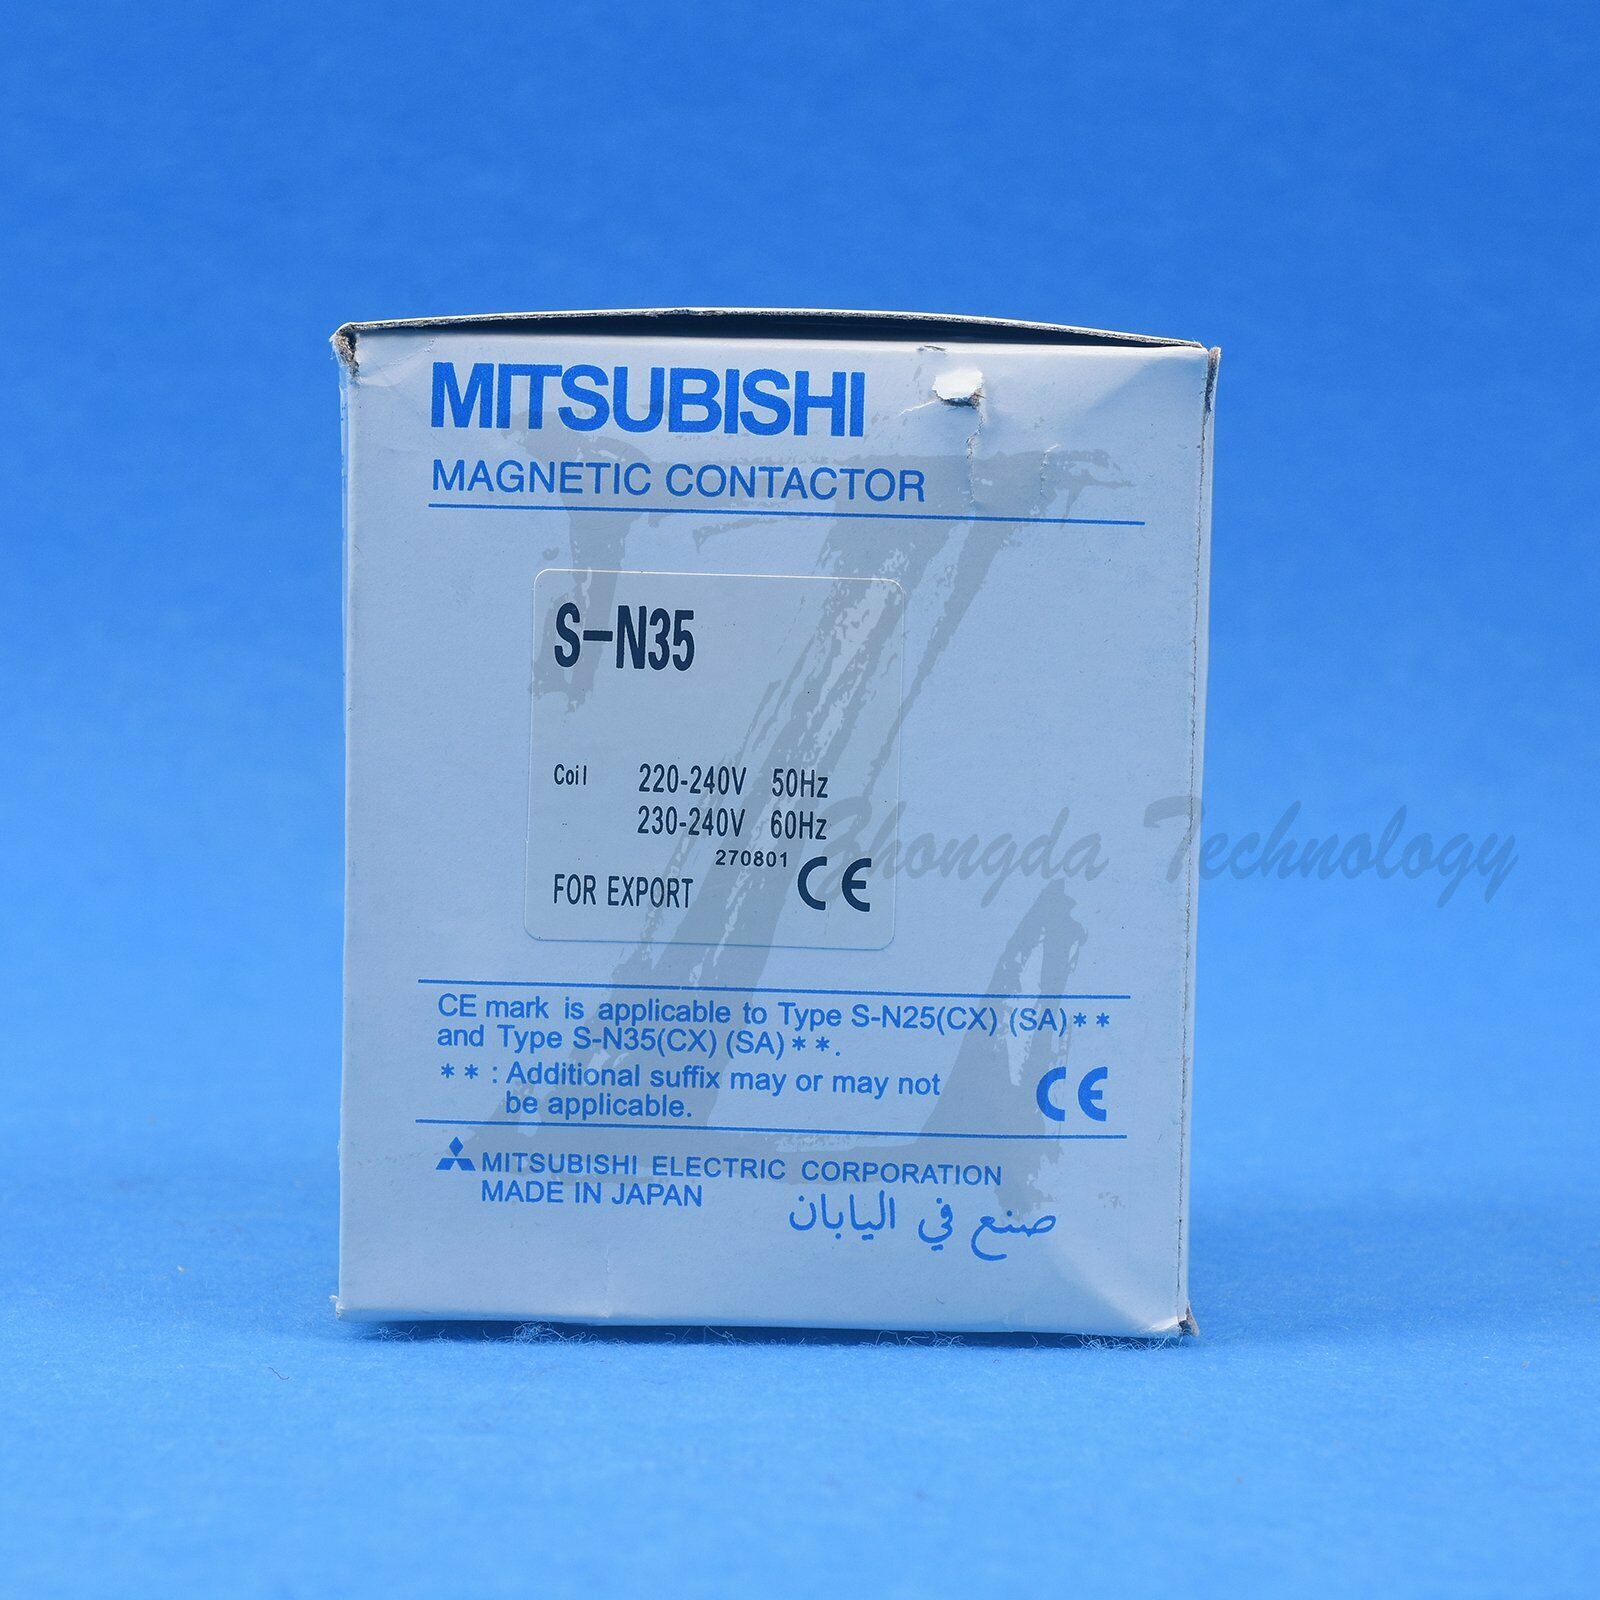 MITSUBISHI
MAGNETIC CONTACTOR
S-N35
Coil 220-240V 50Hz
230-240V 60Hz
270801
FOR EXPORT CE
CE mark is applicable to Type S-N25(CX) (SA)**
and Type S-N35(CX) (SA)**.
** : Additional suffix may or may not
be applicable.
CE
MITSUBISHI ELECTRIC CORPORATION
MADE IN JAPAN
صنع في اليابان
Zhongda Technology